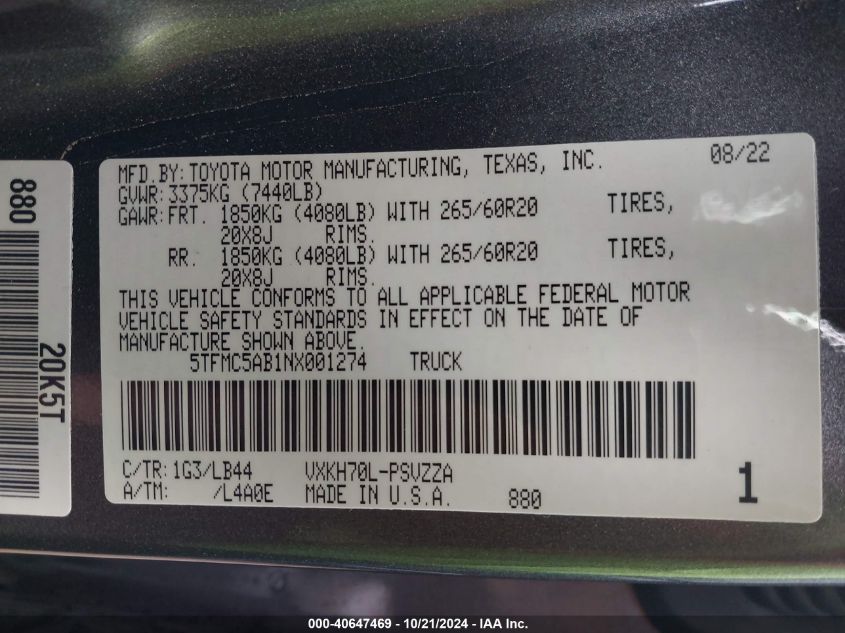 MFD.BY:TOYOTA MOTOR MANUFACTURING, TEXAS, INC. 08/22
GVWR:3375KG (7440LB)
GAWR:FRT. 1850KG (4080LB) WITH 265/60R20 TIRES,
20X8J RIMS.
RR. 1850KG (4080LB) WITH 265/60R20 TIRES,
20X8J RIMS.
THIS VEHICLE CONFORMS TO ALL APPLICABLE FEDERAL MOTOR
VEHICLE SAFETY STANDARDS IN EFFECT ON THE DATE OF
MANUFACTURE SHOWN ABOVE.
5TFMC5AB1NX001274 TRUCK
C/TR:1G3/LB44 VXKH70L-PSVZZA
A/TM: /L4A0E MADE IN U.S.A. 880
1
880
20K5T
000-40647469 - 10/21/2024 - IAA Inc.